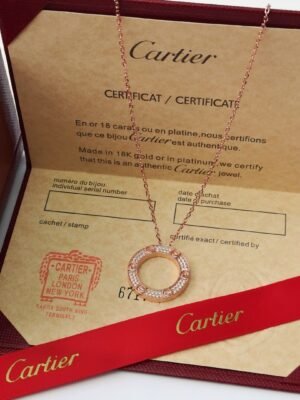 Cartier
CERTIFICAT / CERTIFICATE
En or 18 carats ou en platine, nous certifions
que ce bijou Cartier est authentique.
Made in 18K gold or in platinum, we certify
that this is an authentic Cartier jewel.
numéro du bijou
individual serial number
date d'achat
date of purchase
cachet / stamp
certifié exact / certified by
CARTIER
PARIS
LONDON
NEW YORK
671
Cartier
Cartier